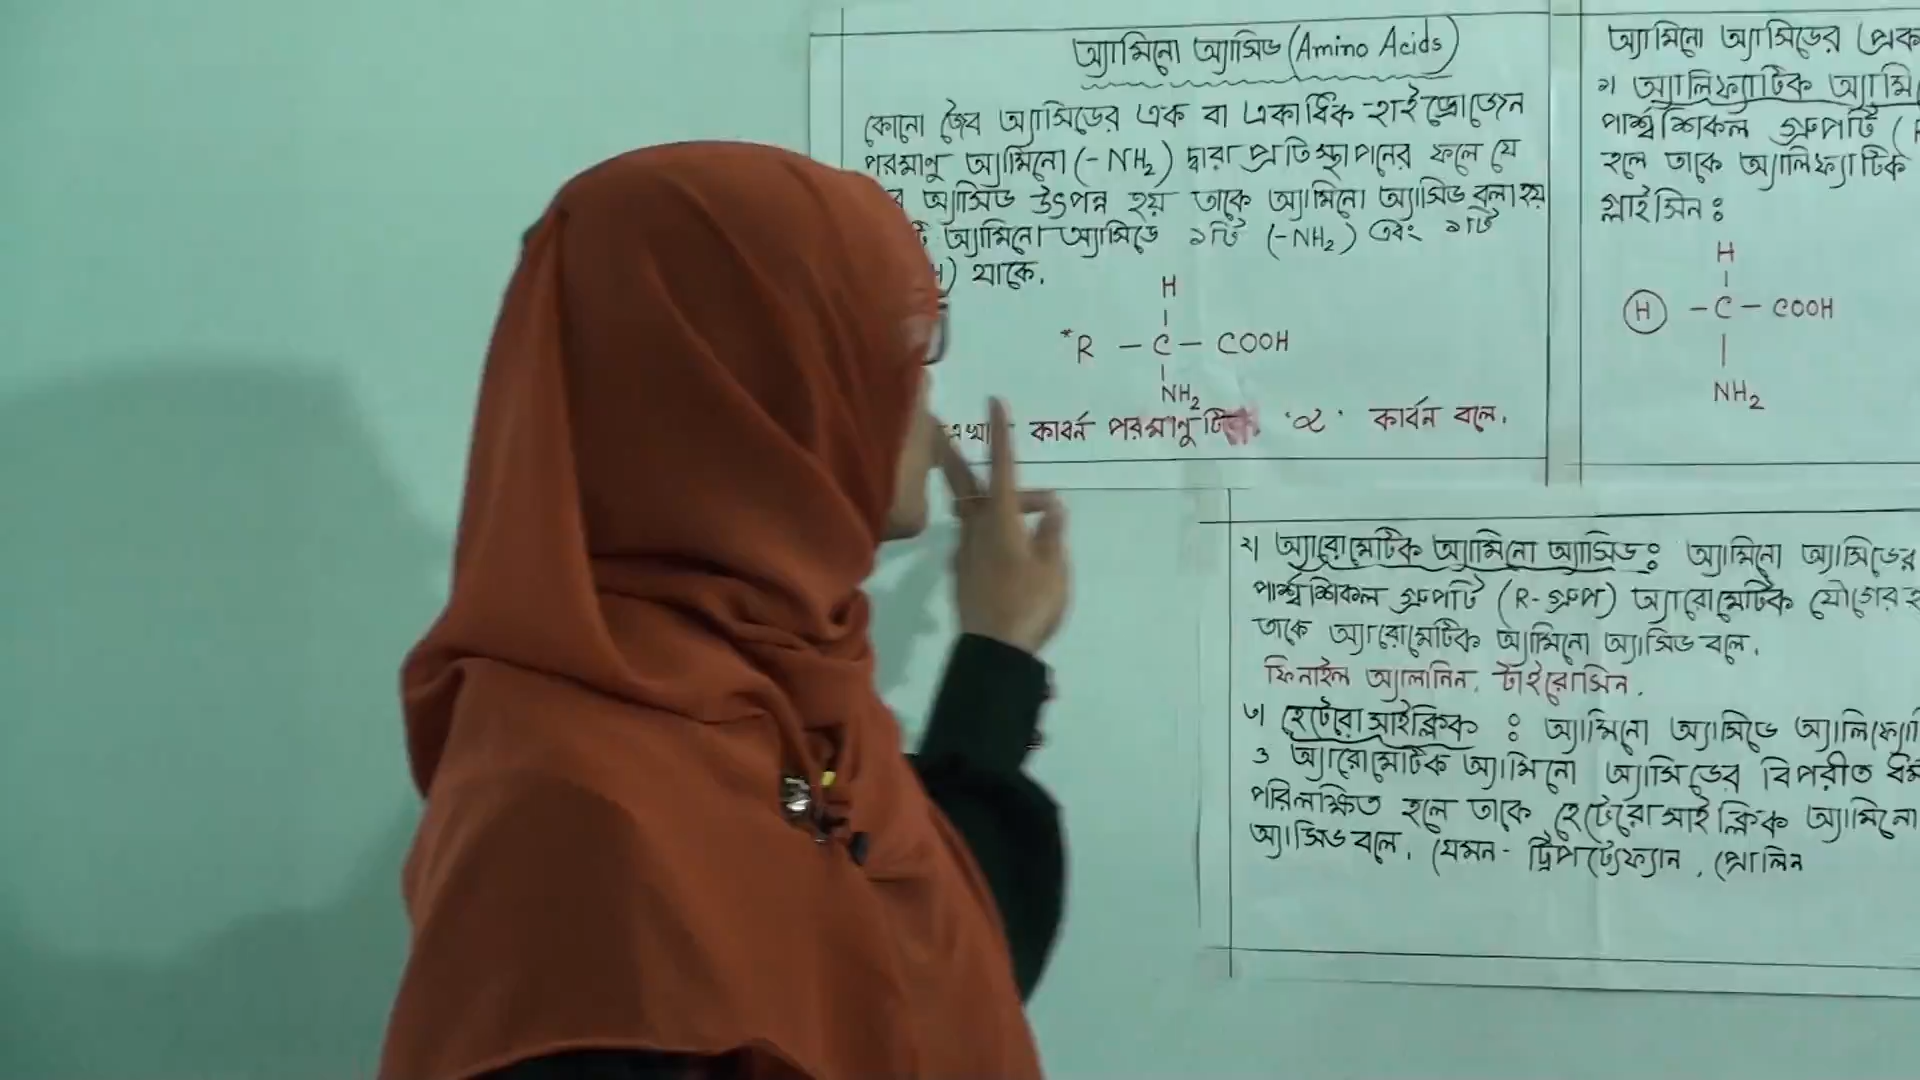 অ্যামিনো অ্যাসিড (Amino Acids)
কোনো জৈব অ্যাসিডের এক বা একাধিক হাইড্রোজেন
পরমাণু অ্যামিনো (-NH₂) দ্বারা প্রতিস্থাপনের ফলে যে
অ্যাসিড উৎপন্ন হয় তাকে অ্যামিনো অ্যাসিড বলা হয়
অ্যামিনো অ্যাসিডে ১টি (-NH₂) এবং ১টি
থাকে.
H
*R - C - COOH
NH₂
কার্বন পরমাণুটিকে 'α' কার্বন বলে.
অ্যামিনো অ্যাসিডের
১) অ্যালিফ্যাটিক
পার্শ্বশিকল গ্রুপটি
হলে তাকে অ্যালিফ্যাটিক
গ্লাইসিন :
H
H - C - COOH
NH₂
২) অ্যারোমেটিক অ্যামিনো অ্যাসিড : অ্যামিনো অ্যাসিডের
পার্শ্বশিকল গ্রুপটি (R-গ্রুপ) অ্যারোমেটিক যৌগের
তাকে অ্যারোমেটিক অ্যামিনো অ্যাসিড বলে.
ফিনাইল অ্যালানিন, টাইরোসিন.
৩) হেটেরো সাইক্লিক : অ্যামিনো অ্যাসিডে
ও অ্যারোমেটিক অ্যামিনো অ্যাসিডের বিপরীত
পরিলক্ষিত হলে তাকে হেটেরো সাইক্লিক অ্যামিনো
অ্যাসিড বলে. যেমন- ট্রিপট্যোফ্যান, প্রোলিন